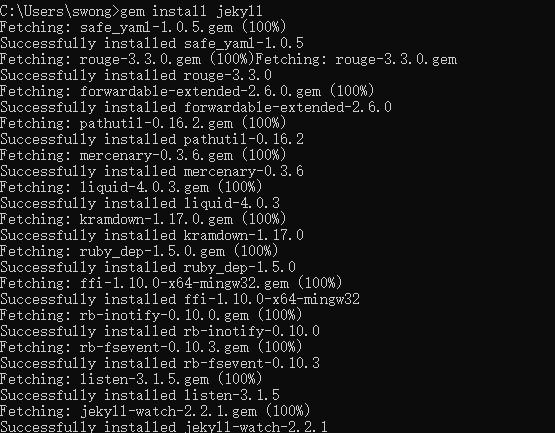 C:\Users\swong>gem install jekyll
Fetching: safe_yaml-1.0.5.gem (100%)
Successfully installed safe_yaml-1.0.5
Fetching: rouge-3.3.0.gem (100%)Fetching: rouge-3.3.0.gem
Successfully installed rouge-3.3.0
Fetching: forwardable-extended-2.6.0.gem (100%)
Successfully installed forwardable-extended-2.6.0
Fetching: pathutil-0.16.2.gem (100%)
Successfully installed pathutil-0.16.2
Fetching: mercenary-0.3.6.gem (100%)
Successfully installed mercenary-0.3.6
Fetching: liquid-4.0.3.gem (100%)
Successfully installed liquid-4.0.3
Fetching: kramdown-1.17.0.gem (100%)
Successfully installed kramdown-1.17.0
Fetching: ruby_dep-1.5.0.gem (100%)
Successfully installed ruby_dep-1.5.0
Fetching: ffi-1.10.0-x64-mingw32.gem (100%)
Successfully installed ffi-1.10.0-x64-mingw32
Fetching: rb-inotify-0.10.0.gem (100%)
Successfully installed rb-inotify-0.10.0
Fetching: rb-fsevent-0.10.3.gem (100%)
Successfully installed rb-fsevent-0.10.3
Fetching: listen-3.1.5.gem (100%)
Successfully installed listen-3.1.5
Fetching: jekyll-watch-2.2.1.gem (100%)
Successfully installed jekyll-watch-2.2.1